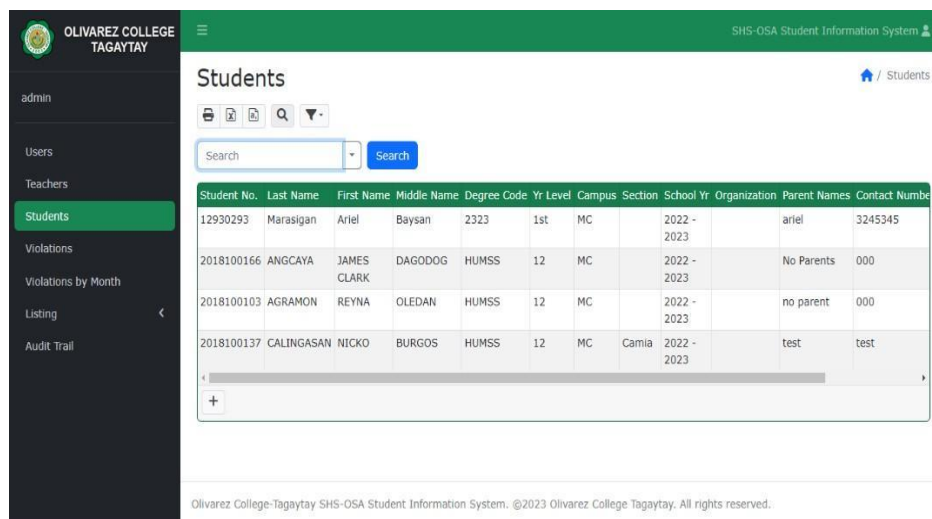 OLIVAREZ COLLEGE
TAGAYTAY
SHS-OSA Student Information System
admin
Users
Teachers
Students
Violations
Violations by Month
Listing
Audit Trail
Students
/ Students
Search
Search
Student No. Last Name First Name Middle Name Degree Code Yr Level Campus Section School Yr Organization Parent Names Contact Numbe
12930293 Marasigan Ariel Baysan 2323 1st MC 2022 - ariel 3245345
2023
2018100166 ANGCAYA JAMES DAGODOG HUMSS 12 MC 2022 - No Parents 000
CLARK 2023
2018100103 AGRAMON REYNA OLEDAN HUMSS 12 MC 2022 - no parent 000
2023
2018100137 CALINGASAN NICKO BURGOS HUMSS 12 MC Camia 2022 - test test
2023
+
Olivarez College-Tagaytay SHS-OSA Student Information System. ©2023 Olivarez College Tagaytay. All rights reserved.